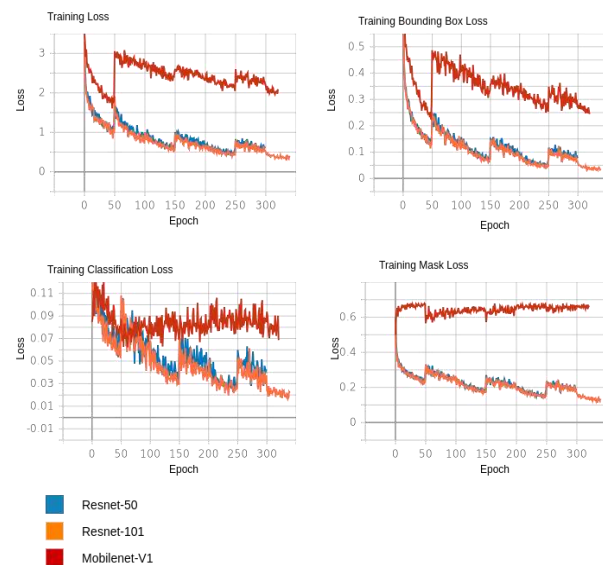 Training Loss
3
2
1
0
Loss
0 50 100 150 200 250 300
Epoch
Training Bounding Box Loss
0.5
0.4
0.3
0.2
0.1
0
Loss
0 50 100 150 200 250 300
Epoch
Training Classification Loss
0.11
0.09
0.07
0.05
0.03
0.01
-0.01
Loss
0 50 100 150 200 250 300
Epoch
Training Mask Loss
0.6
0.4
0.2
0
Loss
0 50 100 150 200 250 300
Epoch
Resnet-50
Resnet-101
Mobilenet-V1